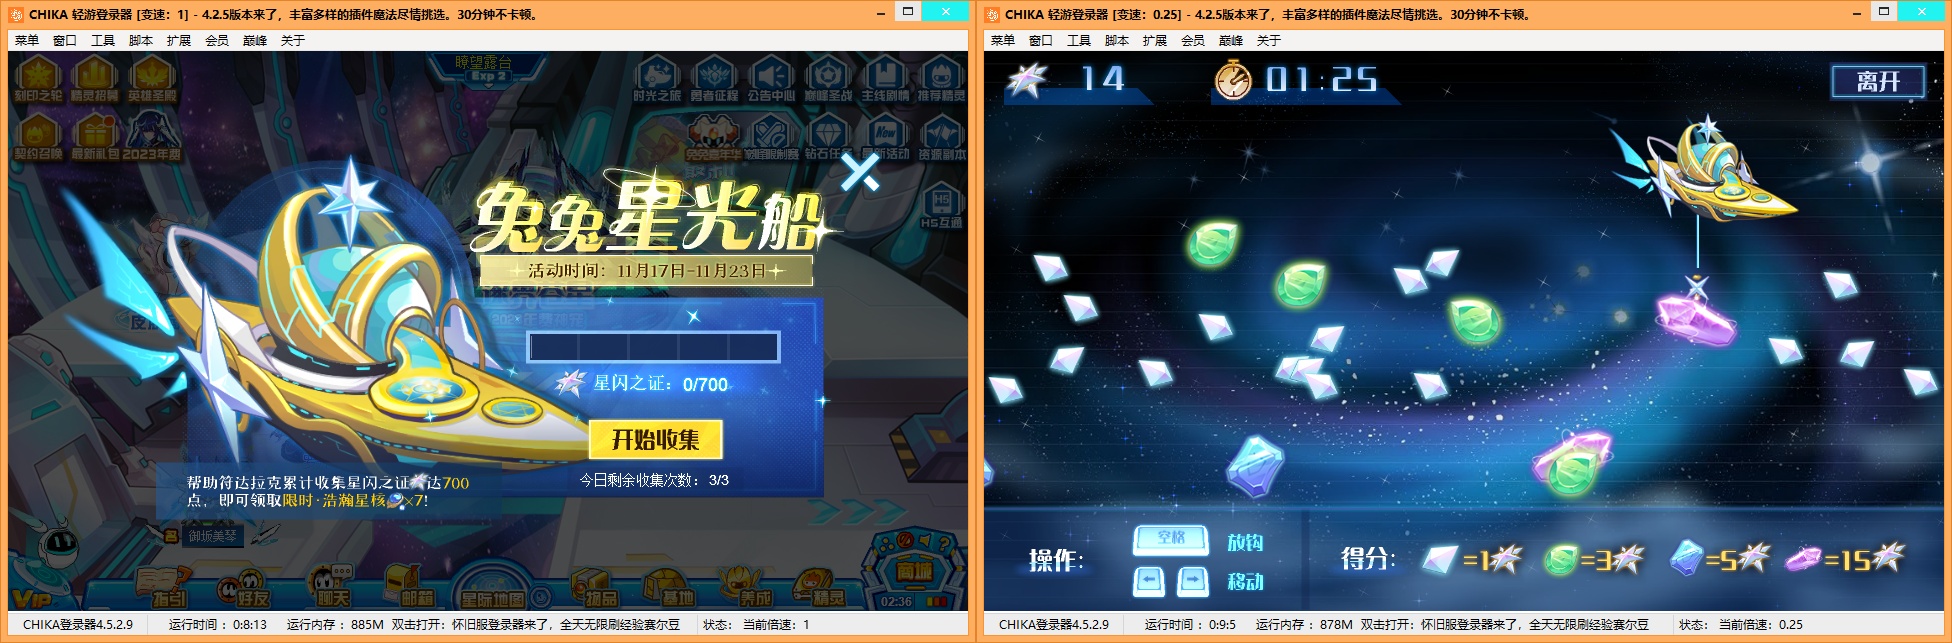 CHIKA 轻游登录器 [变速：1] - 4.2.5版本来了，丰富多样的插件魔法尽情挑选。30分钟不卡顿。
菜单 窗口 工具 脚本 扩展 会员 巅峰 关于
瞭望露台
Exp 2
刻印之轮 精灵招募 英雄圣殿
时光之旅 勇者征程 公告中心 巅峰圣战 主线剧情 推荐精灵
契约召唤 最新礼包 2023年费
兔兔嘉年华 钻石任务 最新活动 资源副本
New
H5
H5互通
兔兔星光船
活动时间：11月17日-11月23日
星闪之证：0/700
开始收集
今日剩余收集次数：3/3
帮助符达拉克累计收集星闪之证达700
点，即可领取限时·浩瀚星核×7!
御坂美琴
VIP
指引 好友 聊天 邮箱 星际地图 物品 基地 养成 精灵
商城
02:36
CHIKA登录器4.5.2.9 运行时间：0:8:13 运行内存：885M 双击打开：怀旧服登录器来了，全天无限刷经验赛尔豆 状态： 当前倍速：1
CHIKA 轻游登录器 [变速：0.25] - 4.2.5版本来了，丰富多样的插件魔法尽情挑选。30分钟不卡顿。
菜单 窗口 工具 脚本 扩展 会员 巅峰 关于
14 01:25 离开
操作: 空格 放钩
← → 移动
得分: =1 =3 =5 =15
CHIKA登录器4.5.2.9 运行时间：0:9:5 运行内存：878M 双击打开：怀旧服登录器来了，全天无限刷经验赛尔豆 状态： 当前倍速：0.25